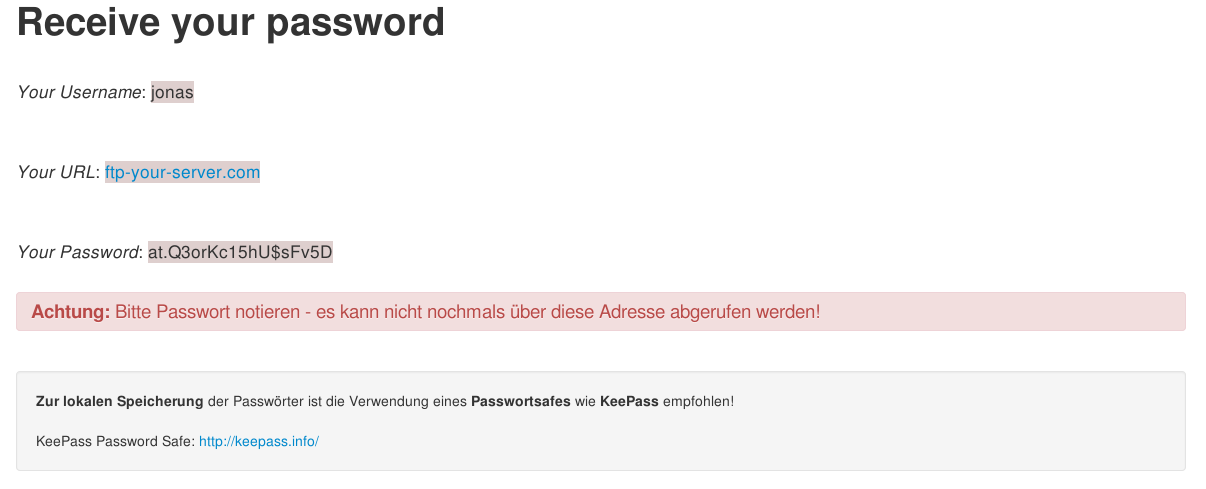 Receive your password
Your Username: jonas
Your URL: ftp-your-server.com
Your Password: at.Q3orKc15hU$sFv5D
Achtung: Bitte Passwort notieren - es kann nicht nochmals über diese Adresse abgerufen werden!
Zur lokalen Speicherung der Passwörter ist die Verwendung eines Passwortsafes wie KeePass empfohlen!
KeePass Password Safe: http://keepass.info/